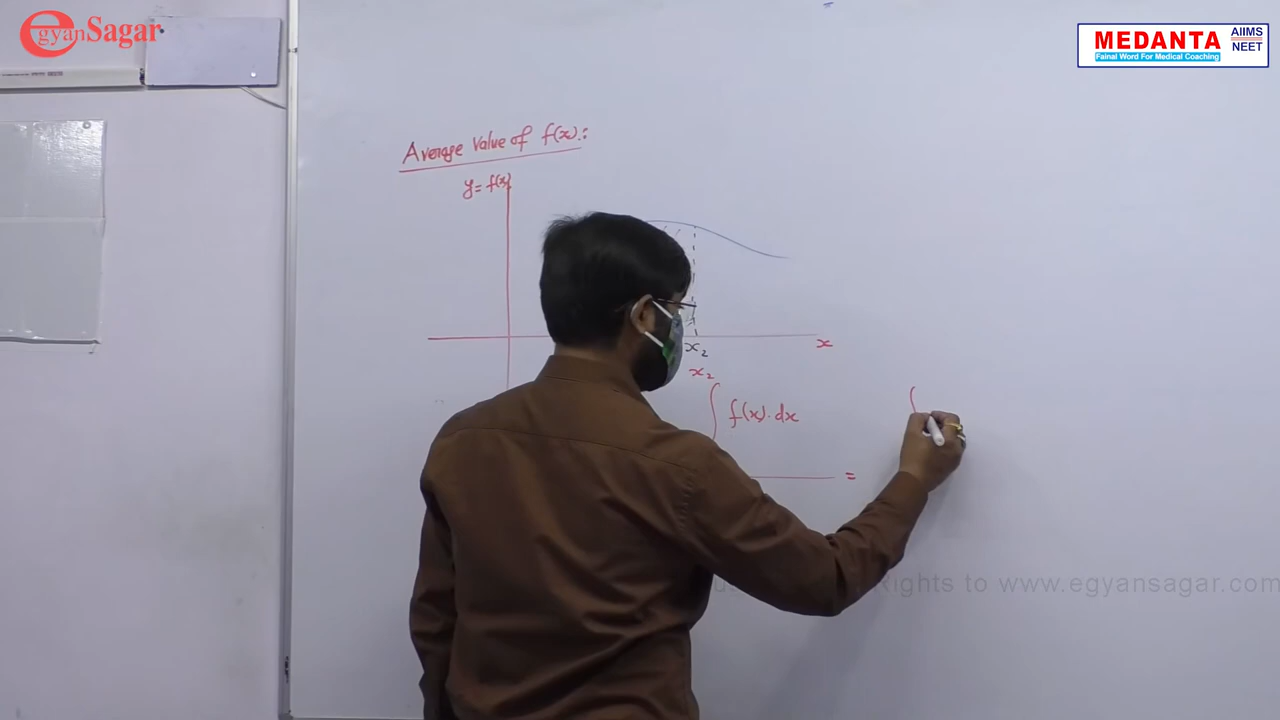 egyanSagar
MEDANTA AIIMS NEET
Fainal Word For Medical Coaching
Average Value of f(x):
y = f(x)
x₂ x
x₂
∫ f(x).dx ∫
=
ights to www.egyansagar.com